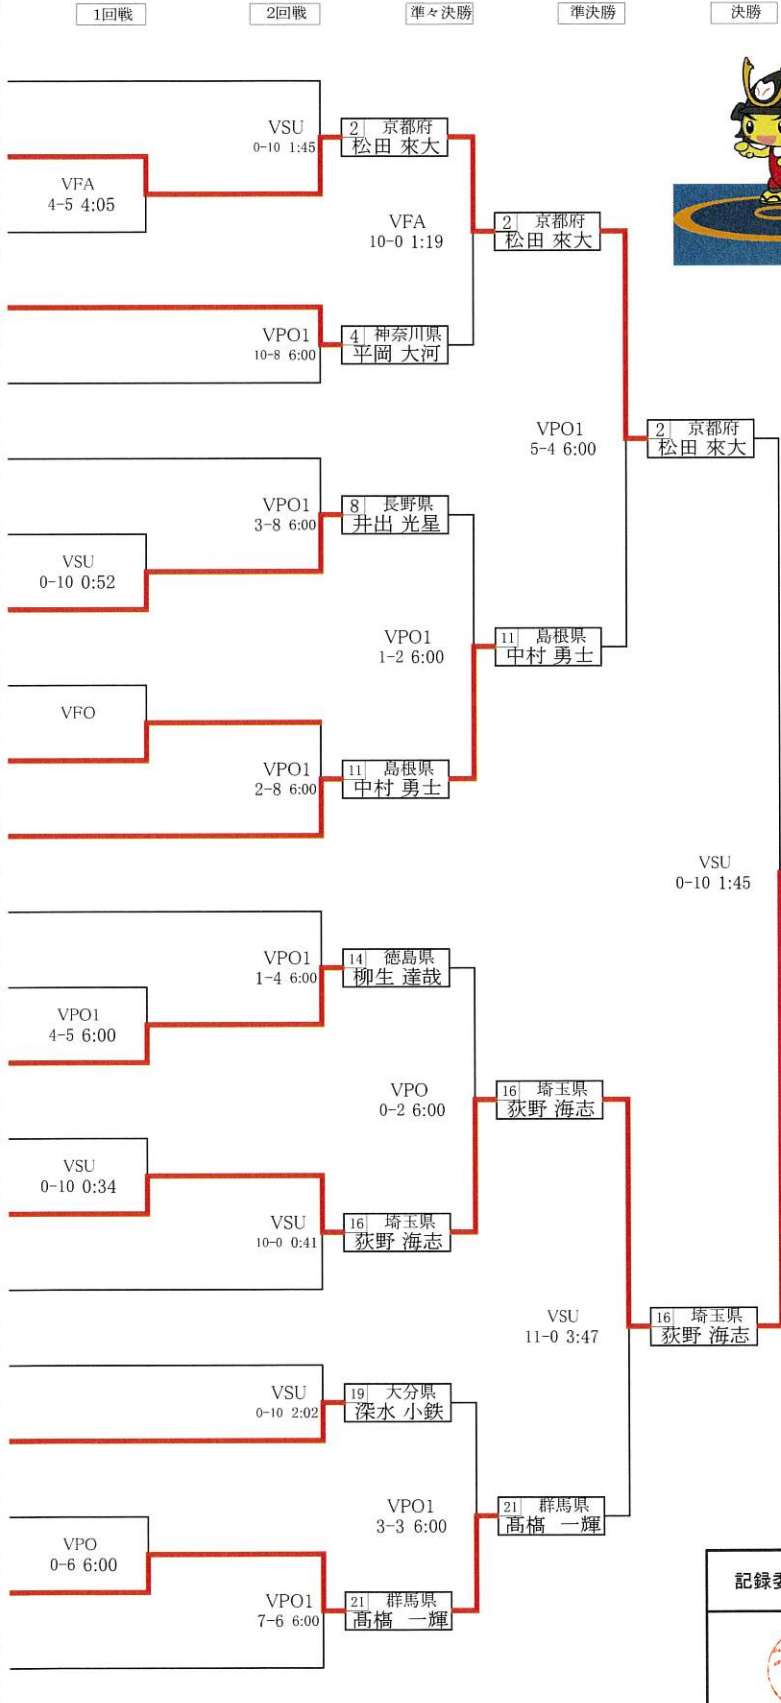 1回戦
2回戦
準々決勝
準決勝
決勝
VSU
0-10 1:45
2 京都府
松田 來大
VFA
4-5 4:05
VFA
10-0 1:19
2 京都府
松田 來大
VPO1
10-8 6:00
4 神奈川県
平岡 大河
VPO1
5-4 6:00
2 京都府
松田 來大
VPO1
3-8 6:00
8 長野県
井出 光星
VSU
0-10 0:52
VPO1
1-2 6:00
11 島根県
中村 勇士
VFO
VPO1
2-8 6:00
11 島根県
中村 勇士
VSU
0-10 1:45
VPO1
1-4 6:00
14 徳島県
柳生 達哉
VPO1
4-5 6:00
VPO
0-2 6:00
16 埼玉県
荻野 海志
VSU
0-10 0:34
VSU
10-0 0:41
16 埼玉県
荻野 海志
VSU
11-0 3:47
16 埼玉県
荻野 海志
VSU
0-10 2:02
19 大分県
深水 小鉄
VPO1
3-3 6:00
21 群馬県
髙橋 一輝
VPO
0-6 6:00
VPO1
7-6 6:00
21 群馬県
髙橋 一輝
記録